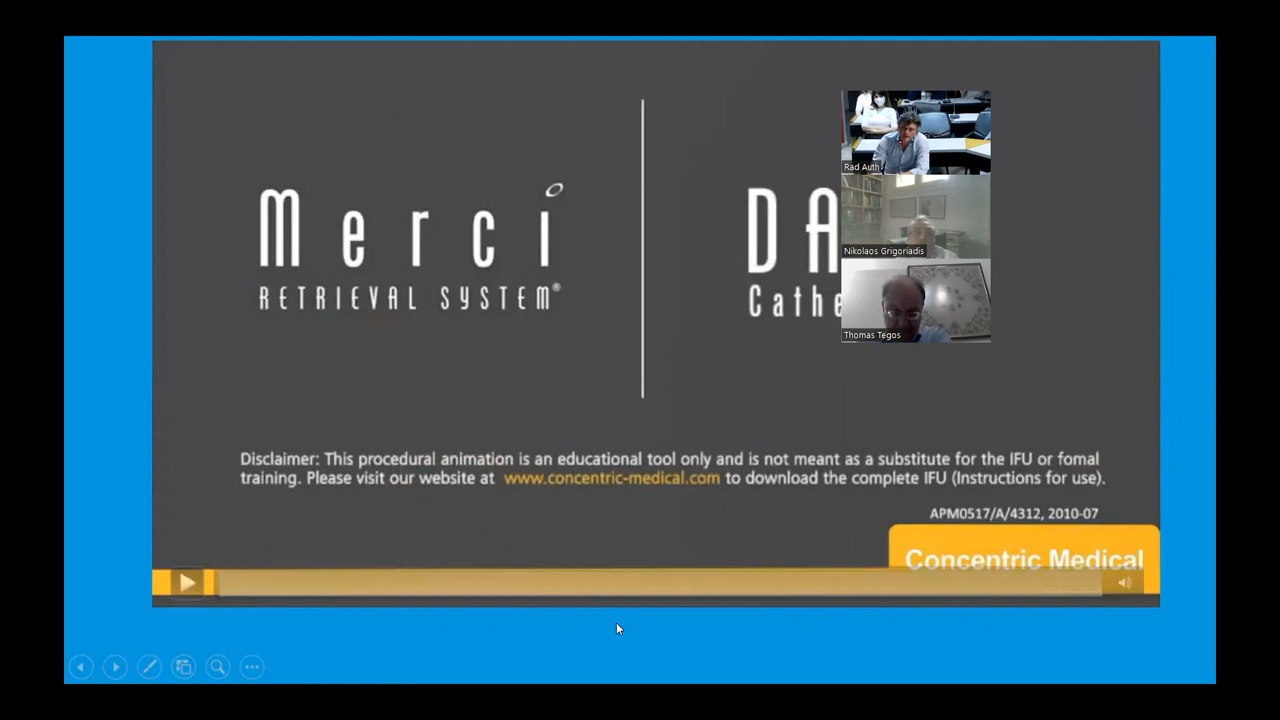 Merci
RETRIEVAL SYSTEM®
DA
Cathe
Rad Auth
Nikolaos Grigoriadis
Thomas Tegos
Disclaimer: This procedural animation is an educational tool only and is not meant as a substitute for the IFU or fomal
training. Please visit our website at www.concentric-medical.com to download the complete IFU (Instructions for use).
APM0517/A/4312, 2010-07
Concentric Medical